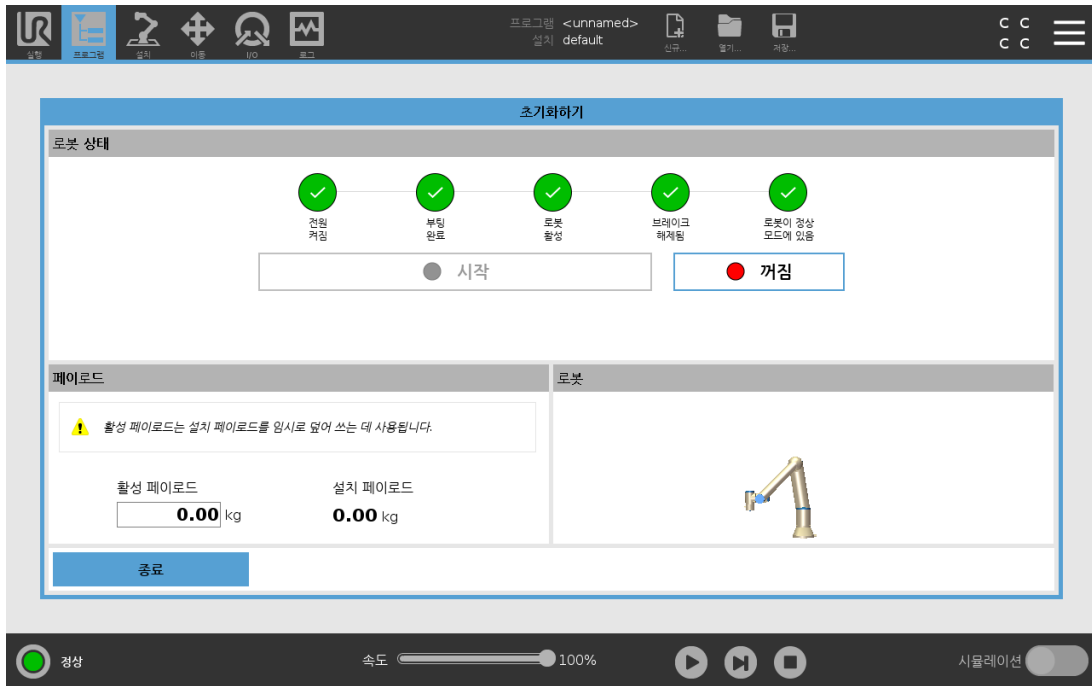 UR
실행
프로그램
설치
이동
I/O
로그
프로그램 <unnamed>
설치 default
신규...
열기...
저장...
C C
C C
초기화하기
로봇 상태
전원
켜짐
부팅
완료
로봇
활성
브레이크
해제됨
로봇이 정상
모드에 있음
시작
꺼짐
페이로드
로봇
활성 페이로드는 설치 페이로드를 임시로 덮어 쓰는 데 사용됩니다.
활성 페이로드
설치 페이로드
0.00 kg
0.00 kg
종료
정상
속도
100%
시뮬레이션